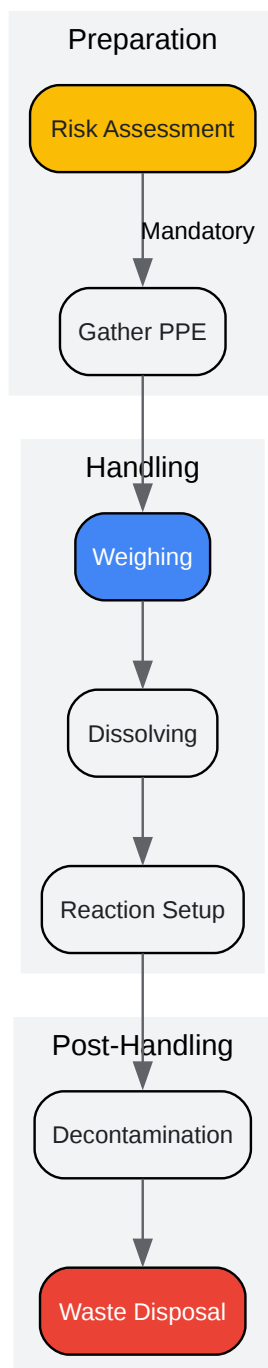 Preparation
Risk Assessment
Mandatory
Gather PPE
Handling
Weighing
Dissolving
Reaction Setup
Post-Handling
Decontamination
Waste Disposal